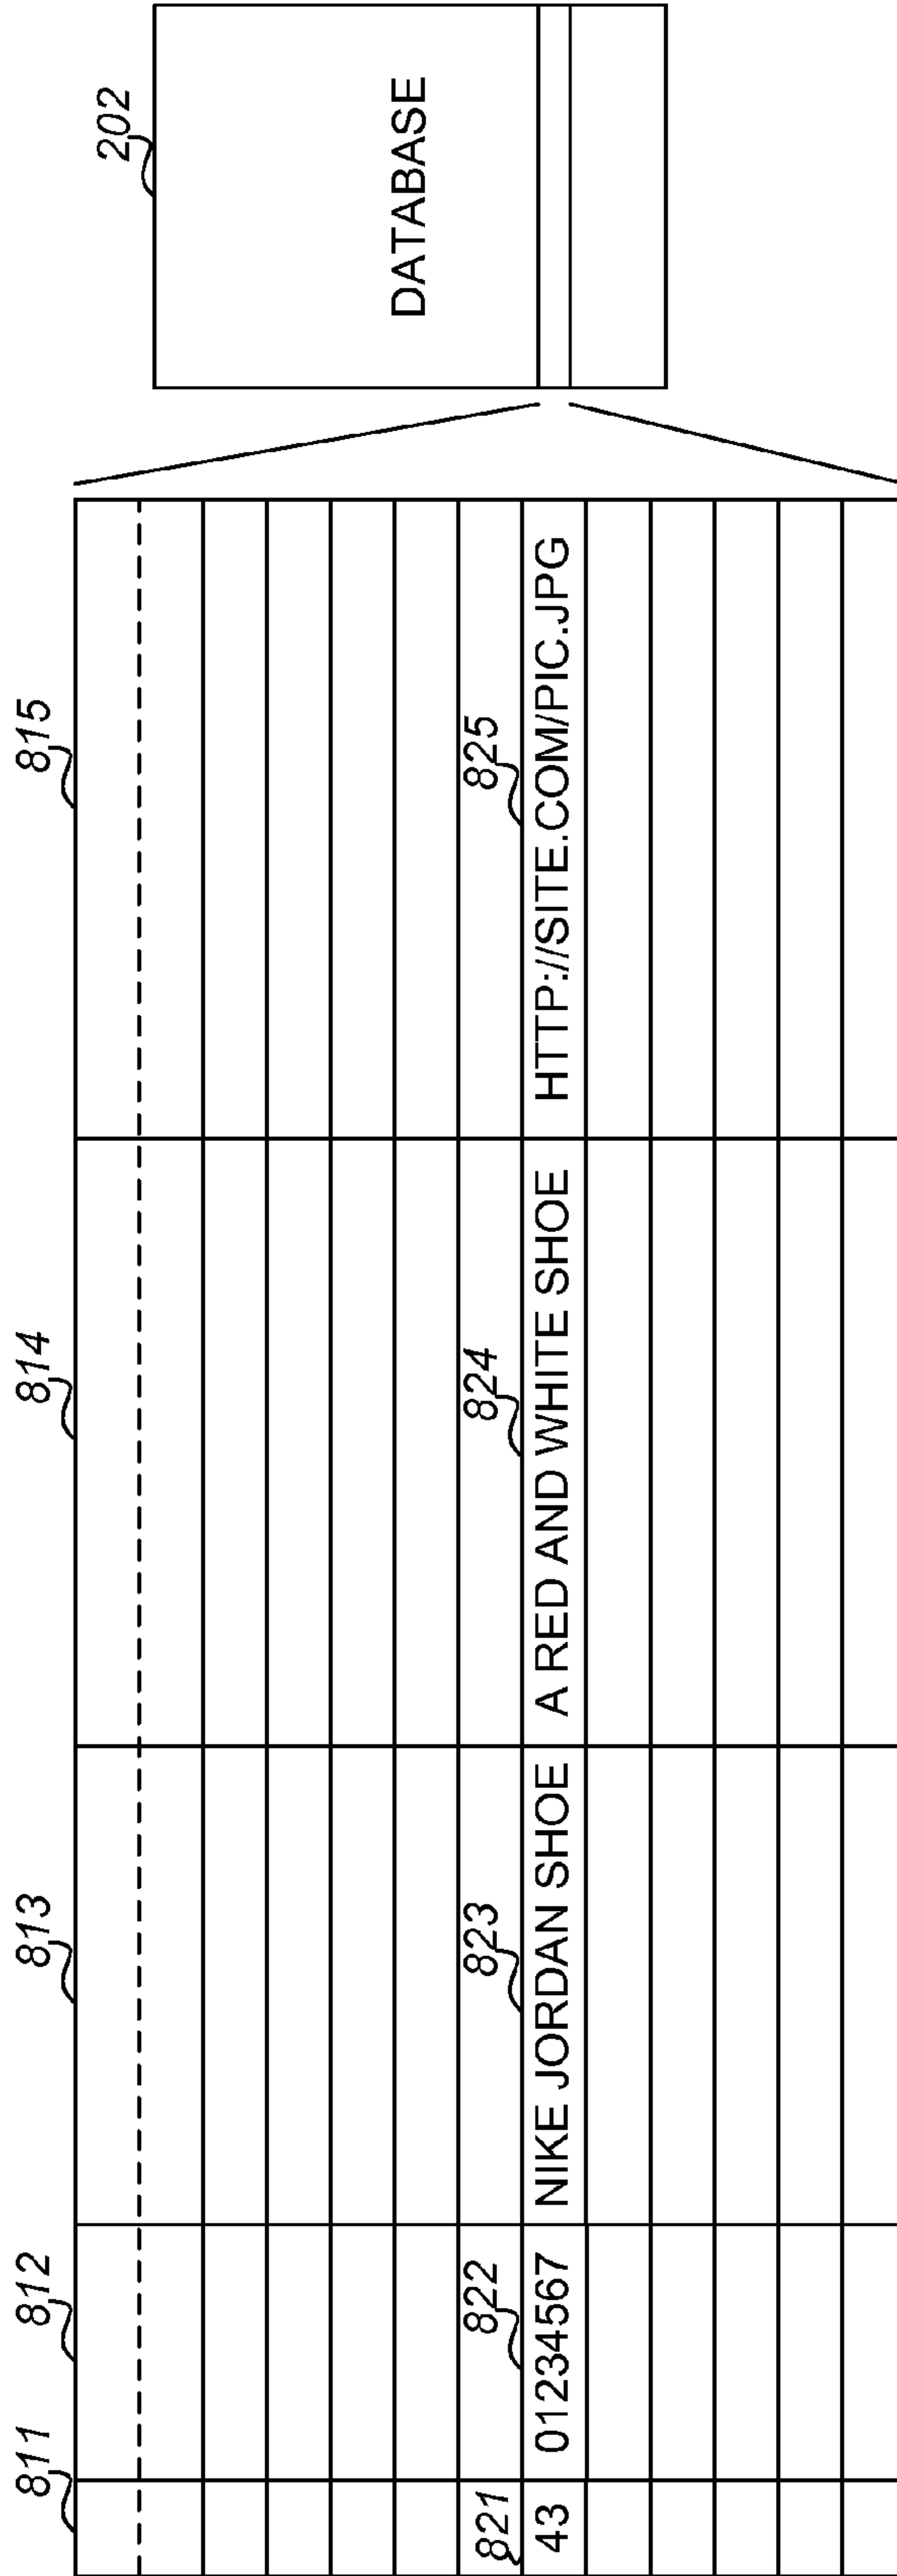 202
DATABASE
811 812 813 814 815
821 822 823 824 825
43 01234567 NIKE JORDAN SHOE A RED AND WHITE SHOE HTTP://SITE.COM/PIC.JPG